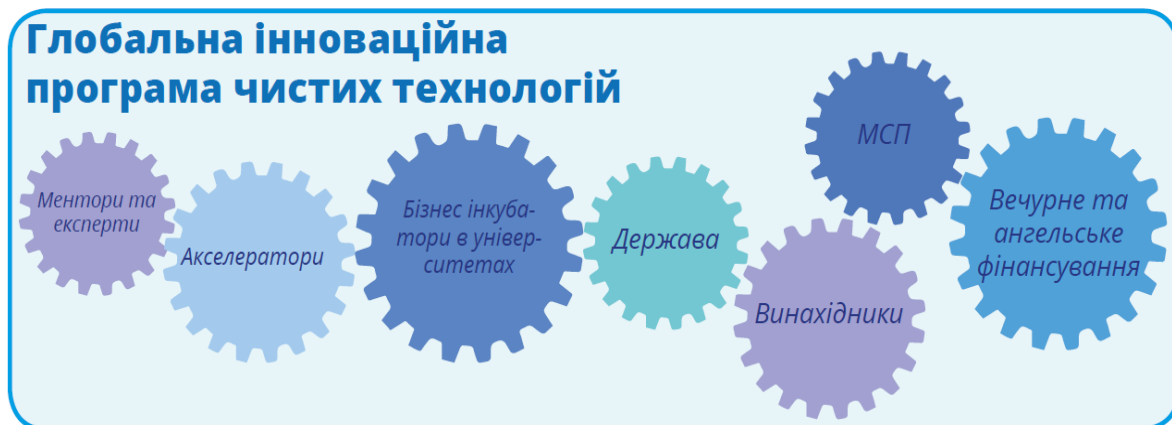 Глобальна інноваційна
програма чистих технологій
Ментори та
експерти
Акселератори
Бізнес інкуба-
тори в універ-
ситетах
Держава
Винахідники
МСП
Вечурне та
ангельське
фінансування